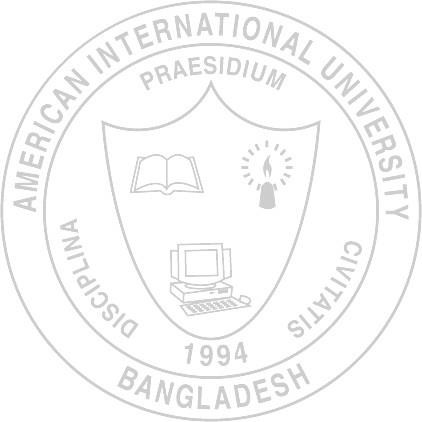 AMERICAN INTERNATIONAL UNIVERSITY
PRAESIDIUM
DISCIPLINA
CIVITATIS
1994
BANGLADESH